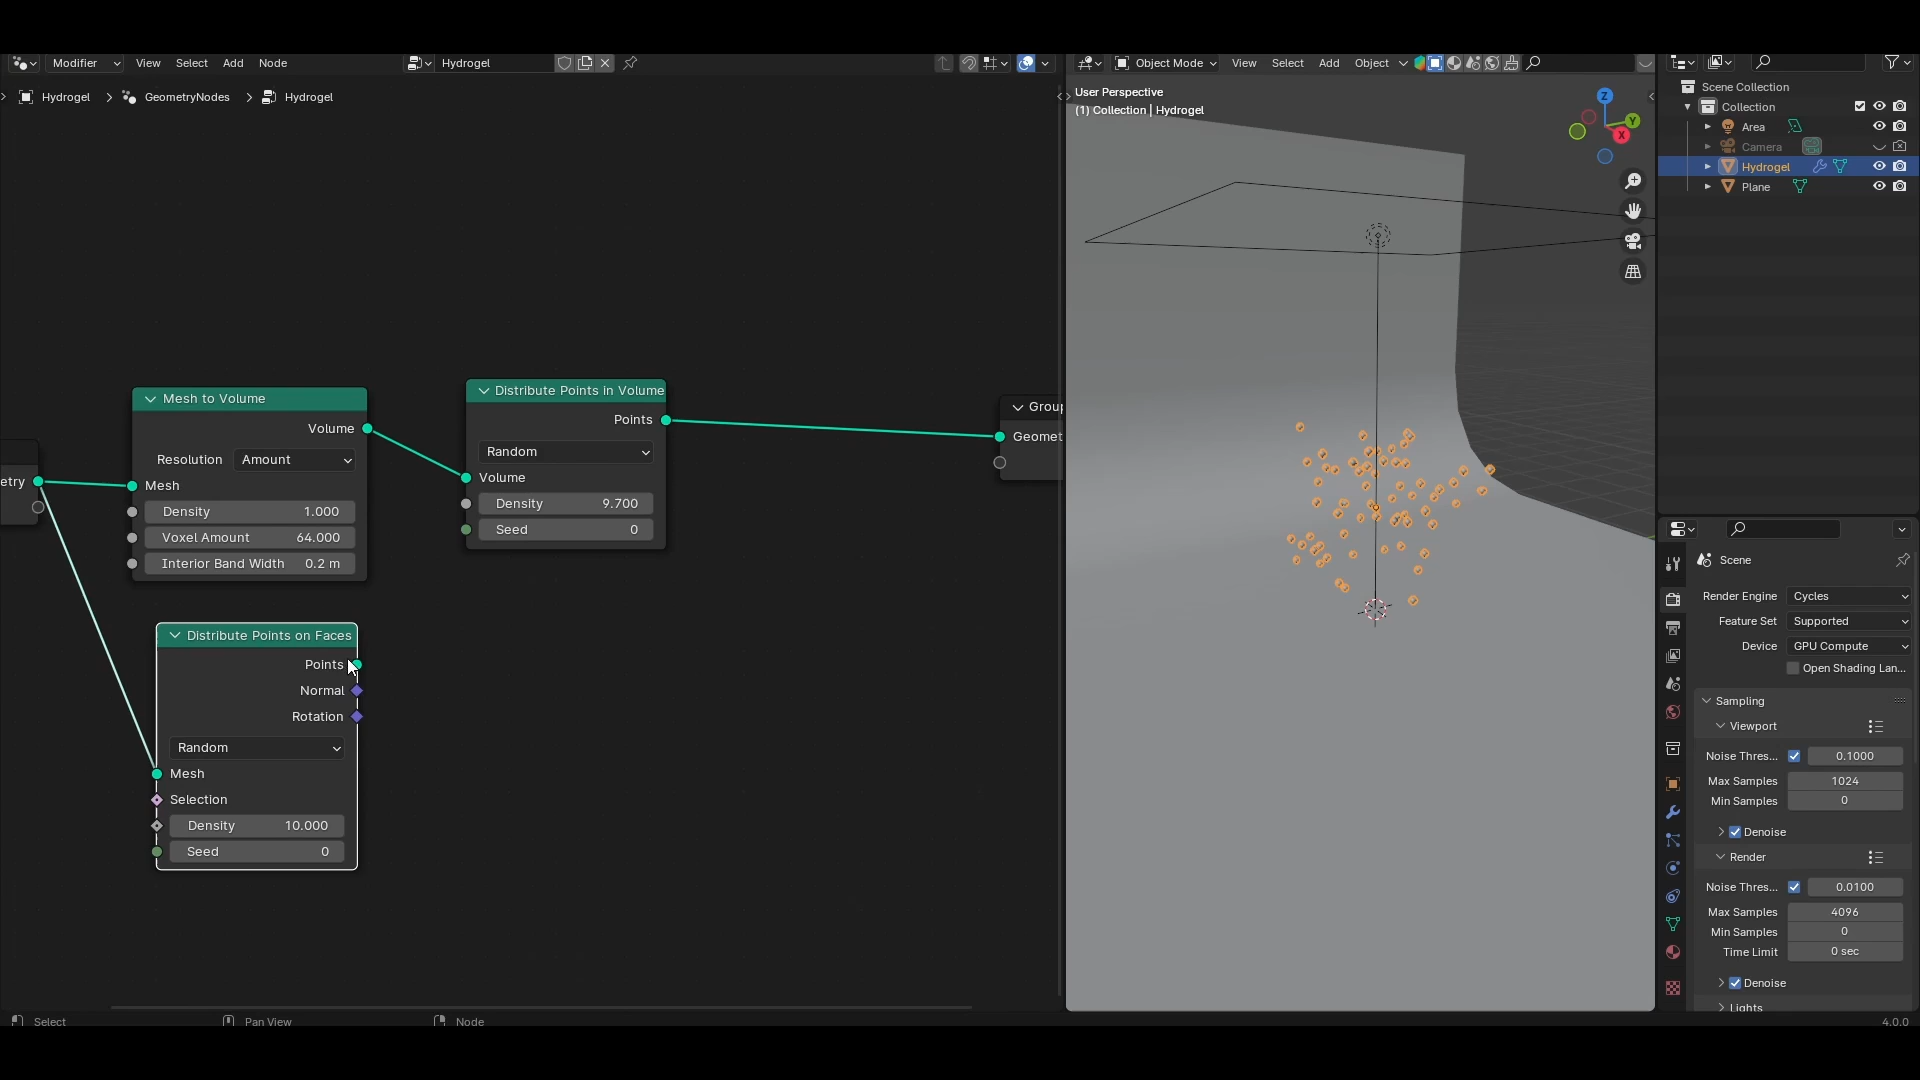 Modifier View Select Add Node Hydrogel
Hydrogel GeometryNodes Hydrogel
Object Mode View Select Add Object
User Perspective
(1) Collection | Hydrogel
Z
Y
X
Mesh to Volume
Volume
Resolution Amount
Mesh
Density 1.000
Voxel Amount 64.000
Interior Band Width 0.2 m
etry
Distribute Points in Volume
Points
Random
Volume
Density 9.700
Seed 0
Group
Geomet
Distribute Points on Faces
Points
Normal
Rotation
Random
Mesh
Selection
Density 10.000
Seed 0
Scene Collection
Collection
Area
Camera
Hydrogel
Plane
Scene
Render Engine Cycles
Feature Set Supported
Device GPU Compute
Open Shading Lan...
Sampling
Viewport
Noise Thres... 0.1000
Max Samples 1024
Min Samples 0
Denoise
Render
Noise Thres... 0.0100
Max Samples 4096
Min Samples 0
Time Limit 0 sec
Denoise
Lights
Select Pan View Node 4.0.0